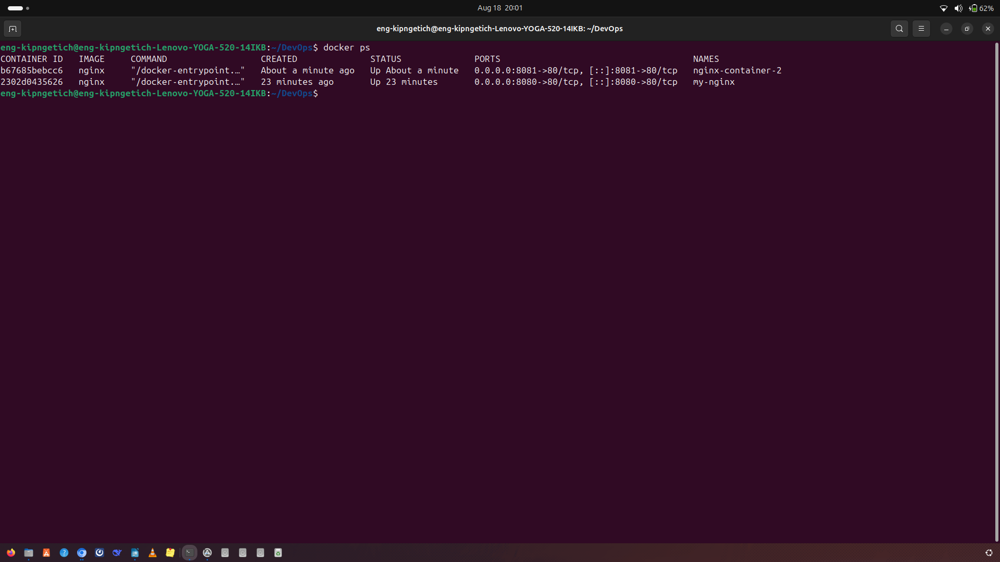 Aug 18 20:01
62%
eng-kipngetich@eng-kipngetich-Lenovo-YOGA-520-14IKB: ~/DevOps
eng-kipngetich@eng-kipngetich-Lenovo-YOGA-520-14IKB:~/DevOps$ docker ps
CONTAINER ID   IMAGE     COMMAND                  CREATED              STATUS              PORTS                                     NAMES
b67685bebcc6   nginx     "/docker-entrypoint.…"   About a minute ago   Up About a minute   0.0.0.0:8081->80/tcp, [::]:8081->80/tcp   nginx-container-2
2302d0435626   nginx     "/docker-entrypoint.…"   23 minutes ago       Up 23 minutes       0.0.0.0:8080->80/tcp, [::]:8080->80/tcp   my-nginx
eng-kipngetich@eng-kipngetich-Lenovo-YOGA-520-14IKB:~/DevOps$